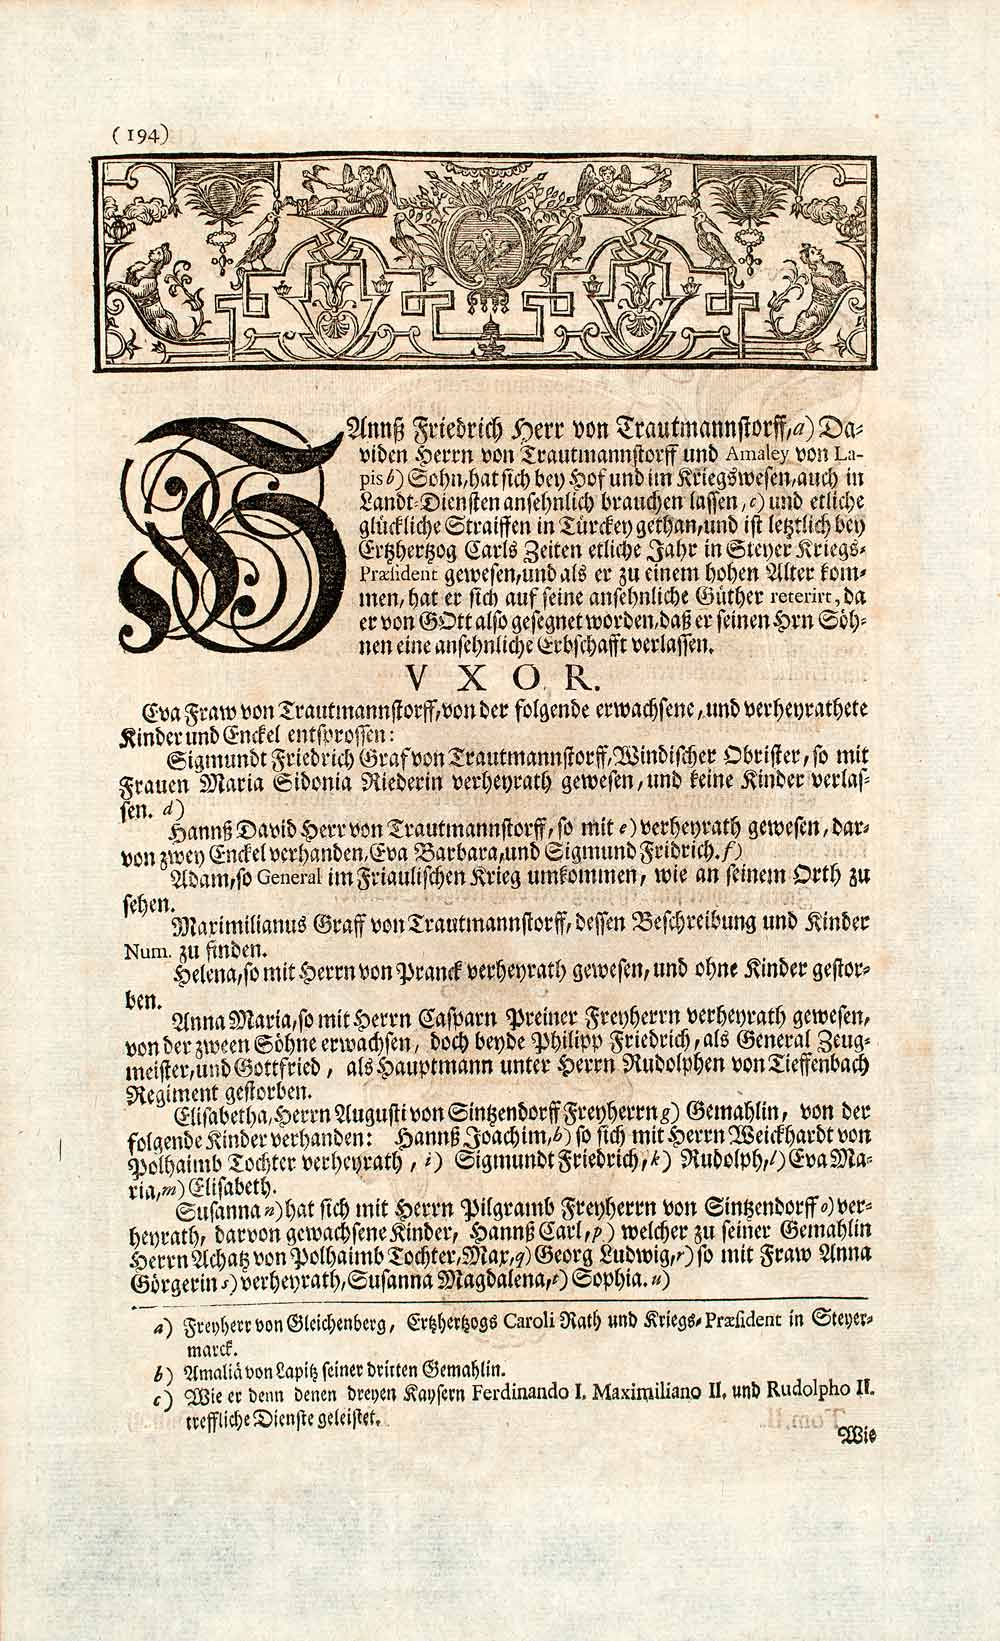 (194)
HAnnß Friedrich Herr von Trautmannstorff, a) Da-
viden Herrn von Trautmannstorff und Amaley von La-
pis b) Sohn, hat sich bey Hof und im Kriegswesen, auch in
Landt-Diensten ansehnlich brauchen lassen, c) und etliche
glückliche Straiffen in Türckey gethan, und ist letztlich bey
Ertzhertzog Carls Zeiten etliche Jahr in Steyer Kriegs-
Præsident gewesen, und als er zu einem hohen Alter kom-
men, hat er sich auf seine ansehnliche Güther reterirt, da
er von GOtt also gesegnet worden, daß er seinen Hrn Söh-
nen eine ansehnliche Erbschafft verlassen.
VXOR.
Eva Fraw von Trautmannstorff, von der folgende erwachsene, und verheyrathete
Kinder und Enckel entsprossen:
Sigmundt Friedrich Graf von Trautmannstorff, Windischer Obrister, so mit
Frauen Maria Sidonia Riederin verheyrath gewesen, und keine Kinder verlas-
sen. d)
Hannß David Herr von Trautmannstorff, so mit e) verheyrath gewesen, dar-
von zwey Enckel verhanden, Eva Barbara, und Sigmund Fridrich. f)
Adam, so General im Friaulischen Krieg umkommen, wie an seinem Orth zu
sehen.
Maximilianus Graff von Trautmannstorff, dessen Beschreibung und Kinder
Num. zu finden.
Helena, so mit Herrn von Pranck verheyrath gewesen, und ohne Kinder gestor-
ben.
Anna Maria, so mit Herrn Casparn Preiner Freyherrn verheyrath gewesen,
von der zween Söhne erwachsen, doch beyde Philipp Friedrich, als General Zeug-
meister, und Gottfried, als Hauptmann unter Herrn Rudolphen von Tieffenbach
Regiment gestorben.
Elisabetha, Herrn Augusti von Sintzendorff Freyherrn g) Gemahlin, von der
folgende Kinder verhanden: Hannß Joachim, h) so sich mit Herrn Weickhardt von
Polhaimb Tochter verheyrath, i) Sigmundt Friedrich, k) Rudolph, l) Eva Ma-
ria, m) Elisabeth.
Susanna n) hat sich mit Herrn Pilgramb Freyherrn von Sintzendorff o) ver-
heyrath, darvon gewachsene Kinder, Hannß Carl, p) welcher zu seiner Gemahlin
Herrn Achatz von Polhaimb Tochter, Max, q) Georg Ludwig, r) so mit Fraw Anna
Görgerin s) verheyrath, Susanna Magdalena, t) Sophia. u)
a) Freyherr von Gleichenberg, Ertzhertzogs Caroli Rath und Kriegs-Præsident in Steyer-
marck.
b) Amaliä von Lapitz seiner dritten Gemahlin.
c) Wie er denn denen dreyen Kaysern Ferdinando I. Maximiliano II. und Rudolpho II.
treffliche Dienste geleistet.
Wie